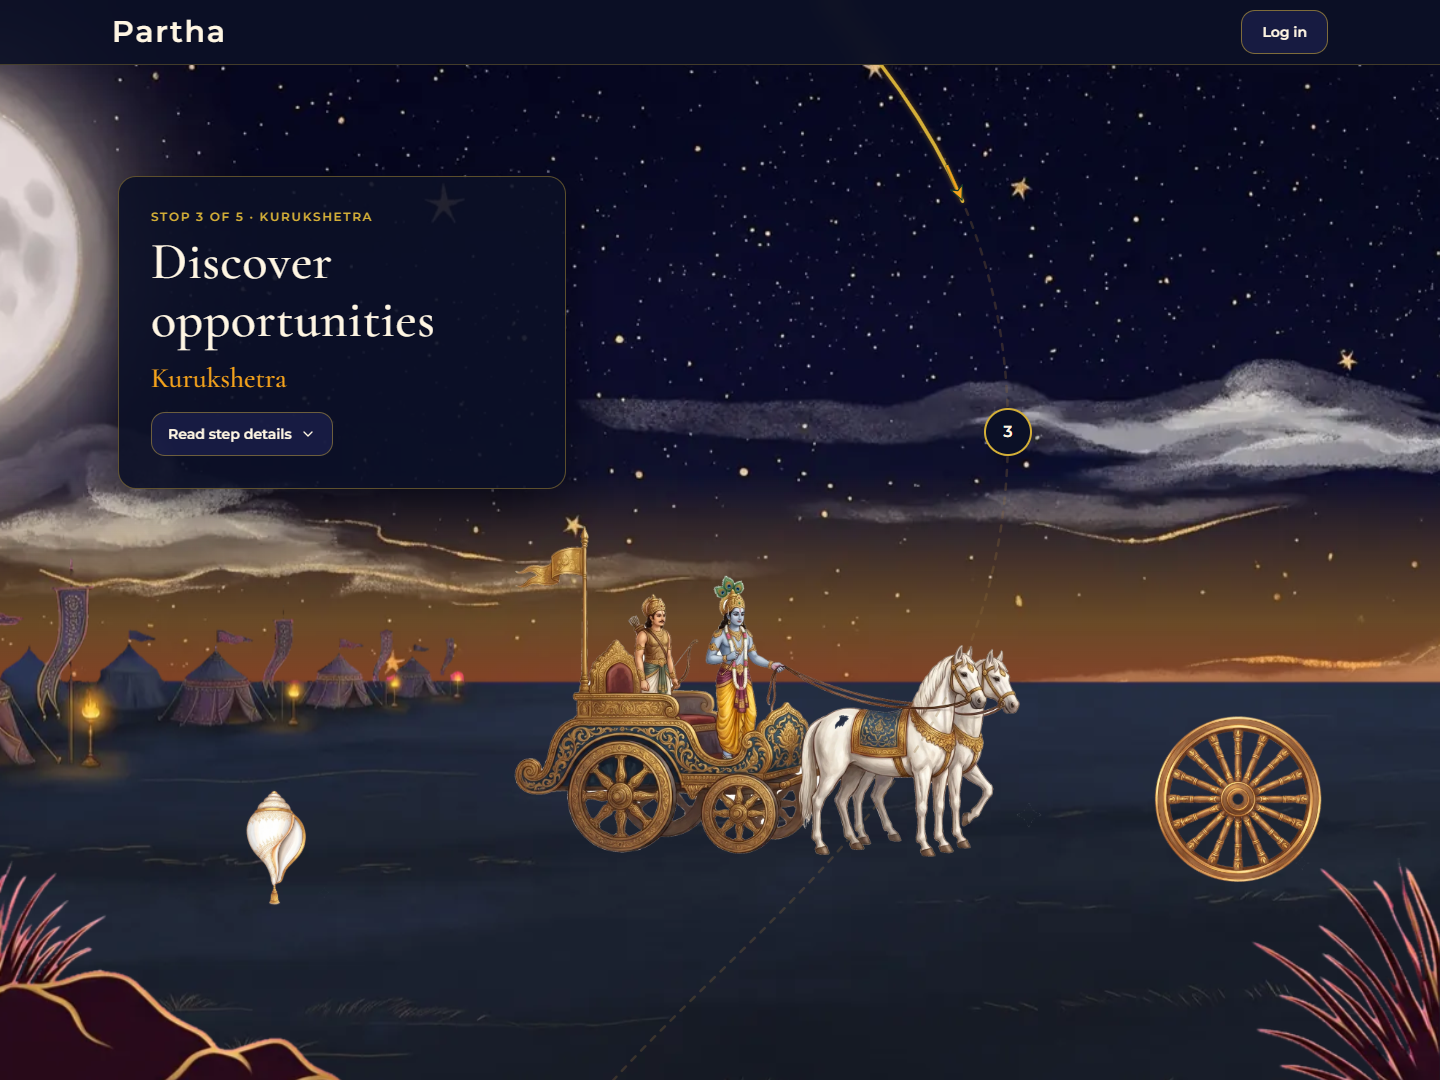 Partha
Log in
STOP 3 OF 5 · KURUKSHETRA
Discover
opportunities
Kurukshetra
Read step details
3